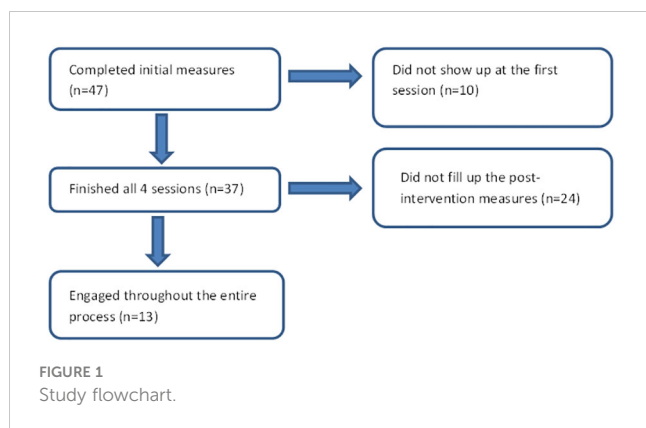 Completed initial measures
(n=47)
Did not show up at the first
session (n=10)
Finished all 4 sessions (n=37)
Did not fill up the post-
intervention measures (n=24)
Engaged throughout the entire
process (n=13)
FIGURE 1
Study flowchart.